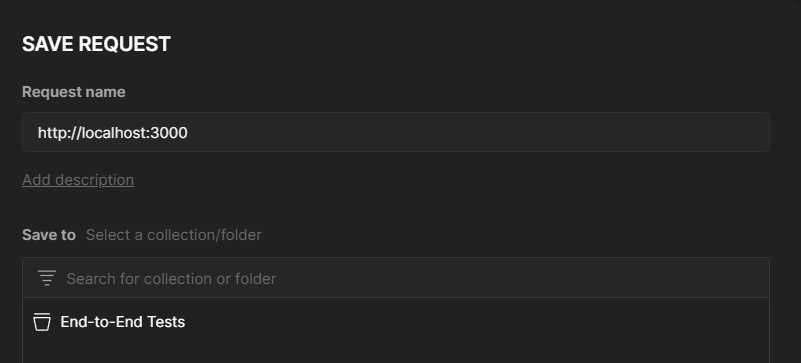 SAVE REQUEST
Request name
http://localhost:3000
Add description
Save to Select a collection/folder
Search for collection or folder
End-to-End Tests